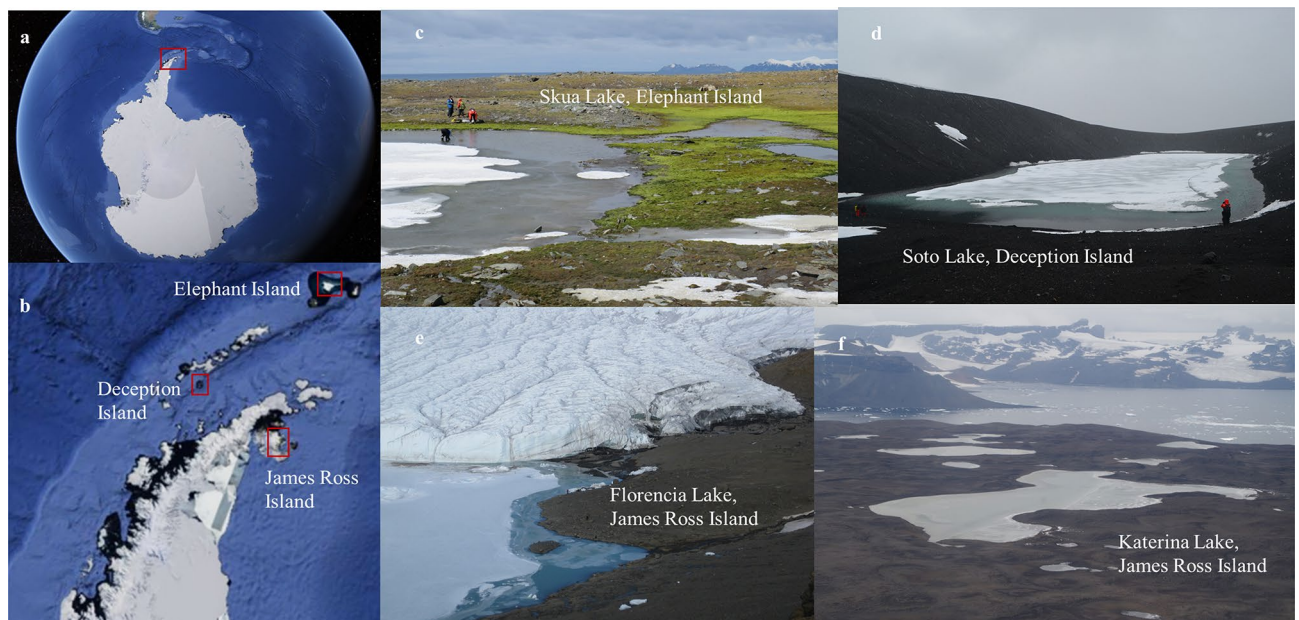 a
b
Elephant Island
Deception
Island
James Ross
Island
c
Skua Lake, Elephant Island
d
Soto Lake, Deception Island
e
Florencia Lake,
James Ross Island
f
Katerina Lake,
James Ross Island